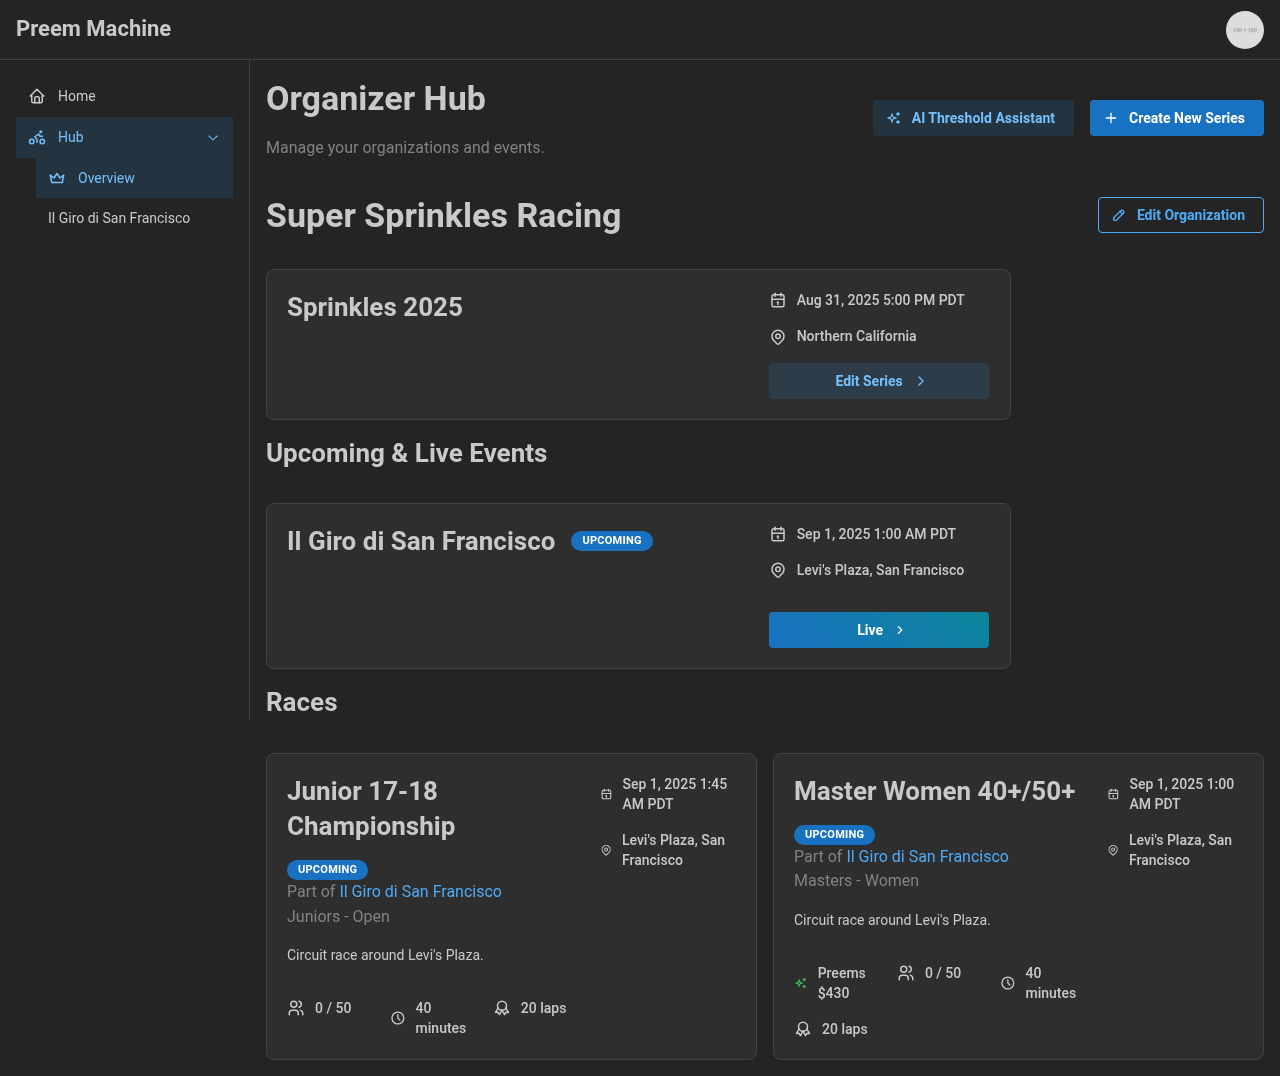 Preem Machine
100 × 100
Home
Hub
Overview
Il Giro di San Francisco
Organizer Hub
Manage your organizations and events.
AI Threshold Assistant
Create New Series
Super Sprinkles Racing
Edit Organization
Sprinkles 2025
Aug 31, 2025 5:00 PM PDT
Northern California
Edit Series
Upcoming & Live Events
Il Giro di San Francisco
UPCOMING
Sep 1, 2025 1:00 AM PDT
Levi's Plaza, San Francisco
Live
Races
Junior 17-18
Championship
UPCOMING
Part of Il Giro di San Francisco
Juniors - Open
Circuit race around Levi's Plaza.
Sep 1, 2025 1:45
AM PDT
Levi's Plaza, San
Francisco
0 / 50
40
minutes
20 laps
Master Women 40+/50+
UPCOMING
Part of Il Giro di San Francisco
Masters - Women
Circuit race around Levi's Plaza.
Sep 1, 2025 1:00
AM PDT
Levi's Plaza, San
Francisco
Preems
$430
0 / 50
40
minutes
20 laps